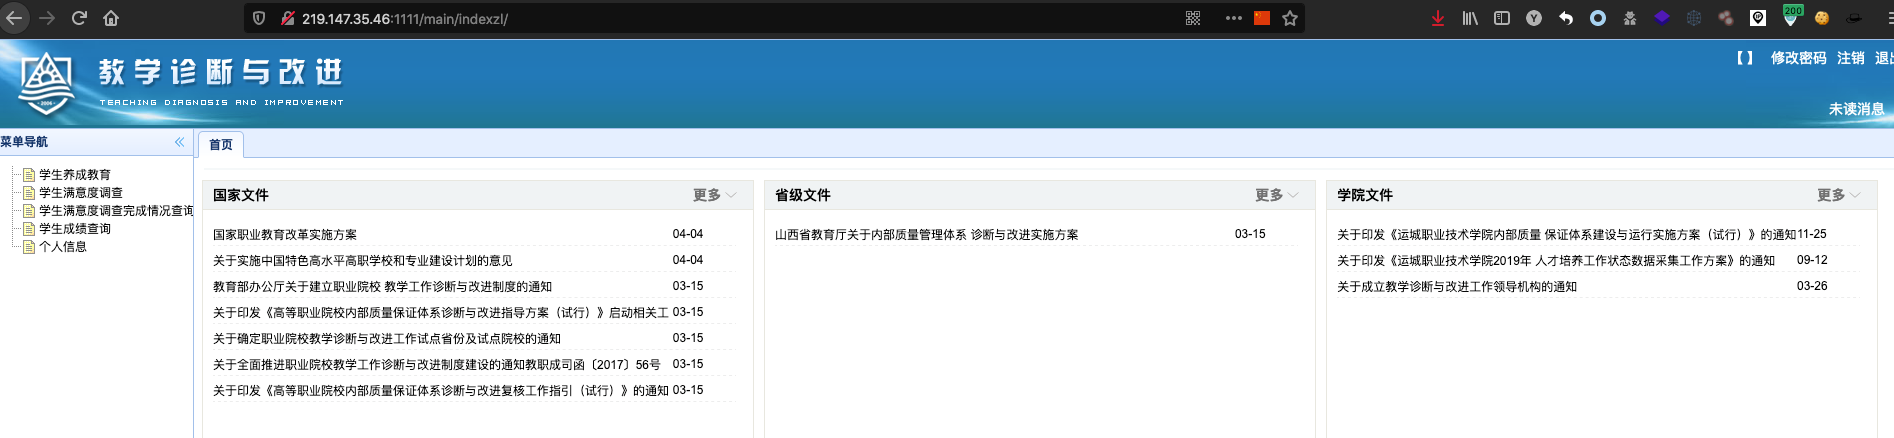 219.147.35.46:1111/main/indexzl/
200
教学诊断与改进
TEACHING DIAGNOSIS AND IMPROVEMENT
2004
【 】 修改密码 注销 退出
未读消息
菜单导航
首页
学生养成教育
学生满意度调查
学生满意度调查完成情况查询
学生成绩查询
个人信息
国家文件 更多
国家职业教育改革实施方案 04-04
关于实施中国特色高水平高职学校和专业建设计划的意见 04-04
教育部办公厅关于建立职业院校 教学工作诊断与改进制度的通知 03-15
关于印发《高等职业院校内部质量保证体系诊断与改进指导方案（试行）》启动相关工 03-15
关于确定职业院校教学诊断与改进工作试点省份及试点院校的通知 03-15
关于全面推进职业院校教学工作诊断与改进制度建设的通知教职成司函〔2017〕56号 03-15
关于印发《高等职业院校内部质量保证体系诊断与改进复核工作指引（试行）》的通知 03-15
省级文件 更多
山西省教育厅关于内部质量管理体系 诊断与改进实施方案 03-15
学院文件 更多
关于印发《运城职业技术学院内部质量 保证体系建设与运行实施方案（试行）》的通知 11-25
关于印发《运城职业技术学院2019年 人才培养工作状态数据采集工作方案》的通知 09-12
关于成立教学诊断与改进工作领导机构的通知 03-26